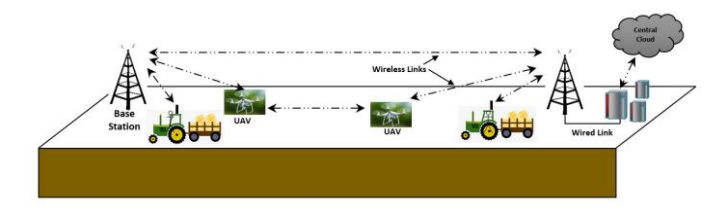 Central
Cloud
Wireless Links
Base
Station
UAV
UAV
Wired Link